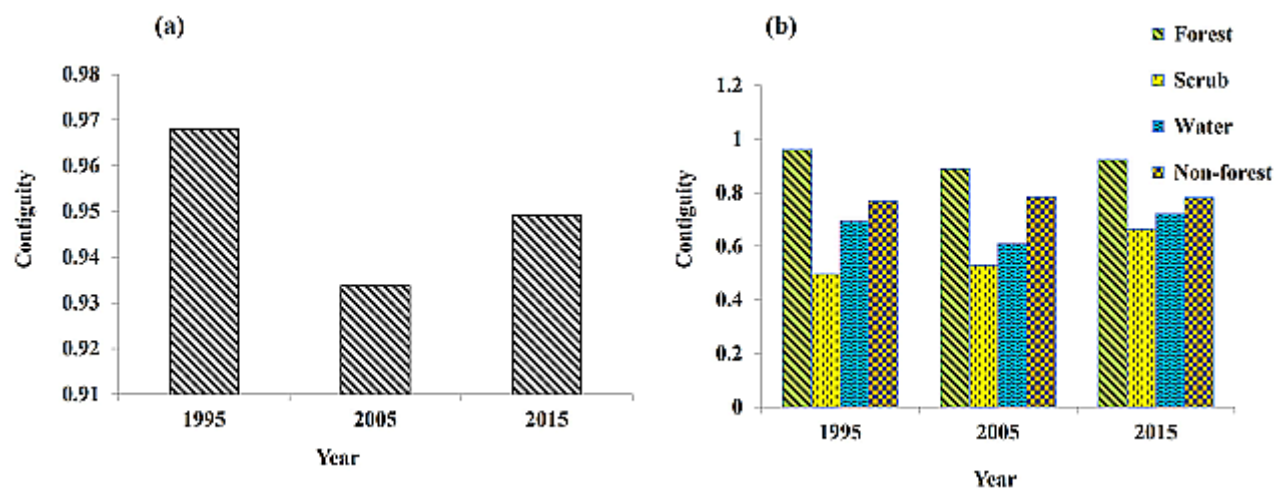 (a)
0.98
0.97
0.96
0.95
0.94
0.93
0.92
0.91
Contiguity
1995 2005 2015
Year
(b)
Forest
Scrub
Water
Non-forest
1.2
1
0.8
0.6
0.4
0.2
0
Contiguity
1995 2005 2015
Year